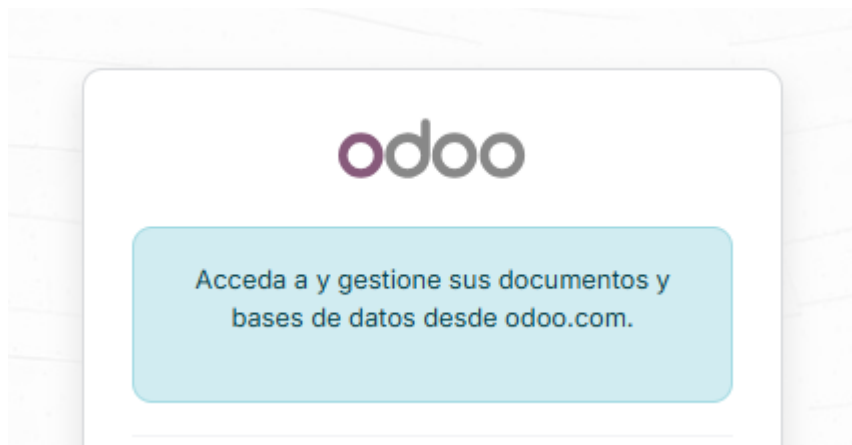 odoo
Acceda a y gestione sus documentos y
bases de datos desde odoo.com.